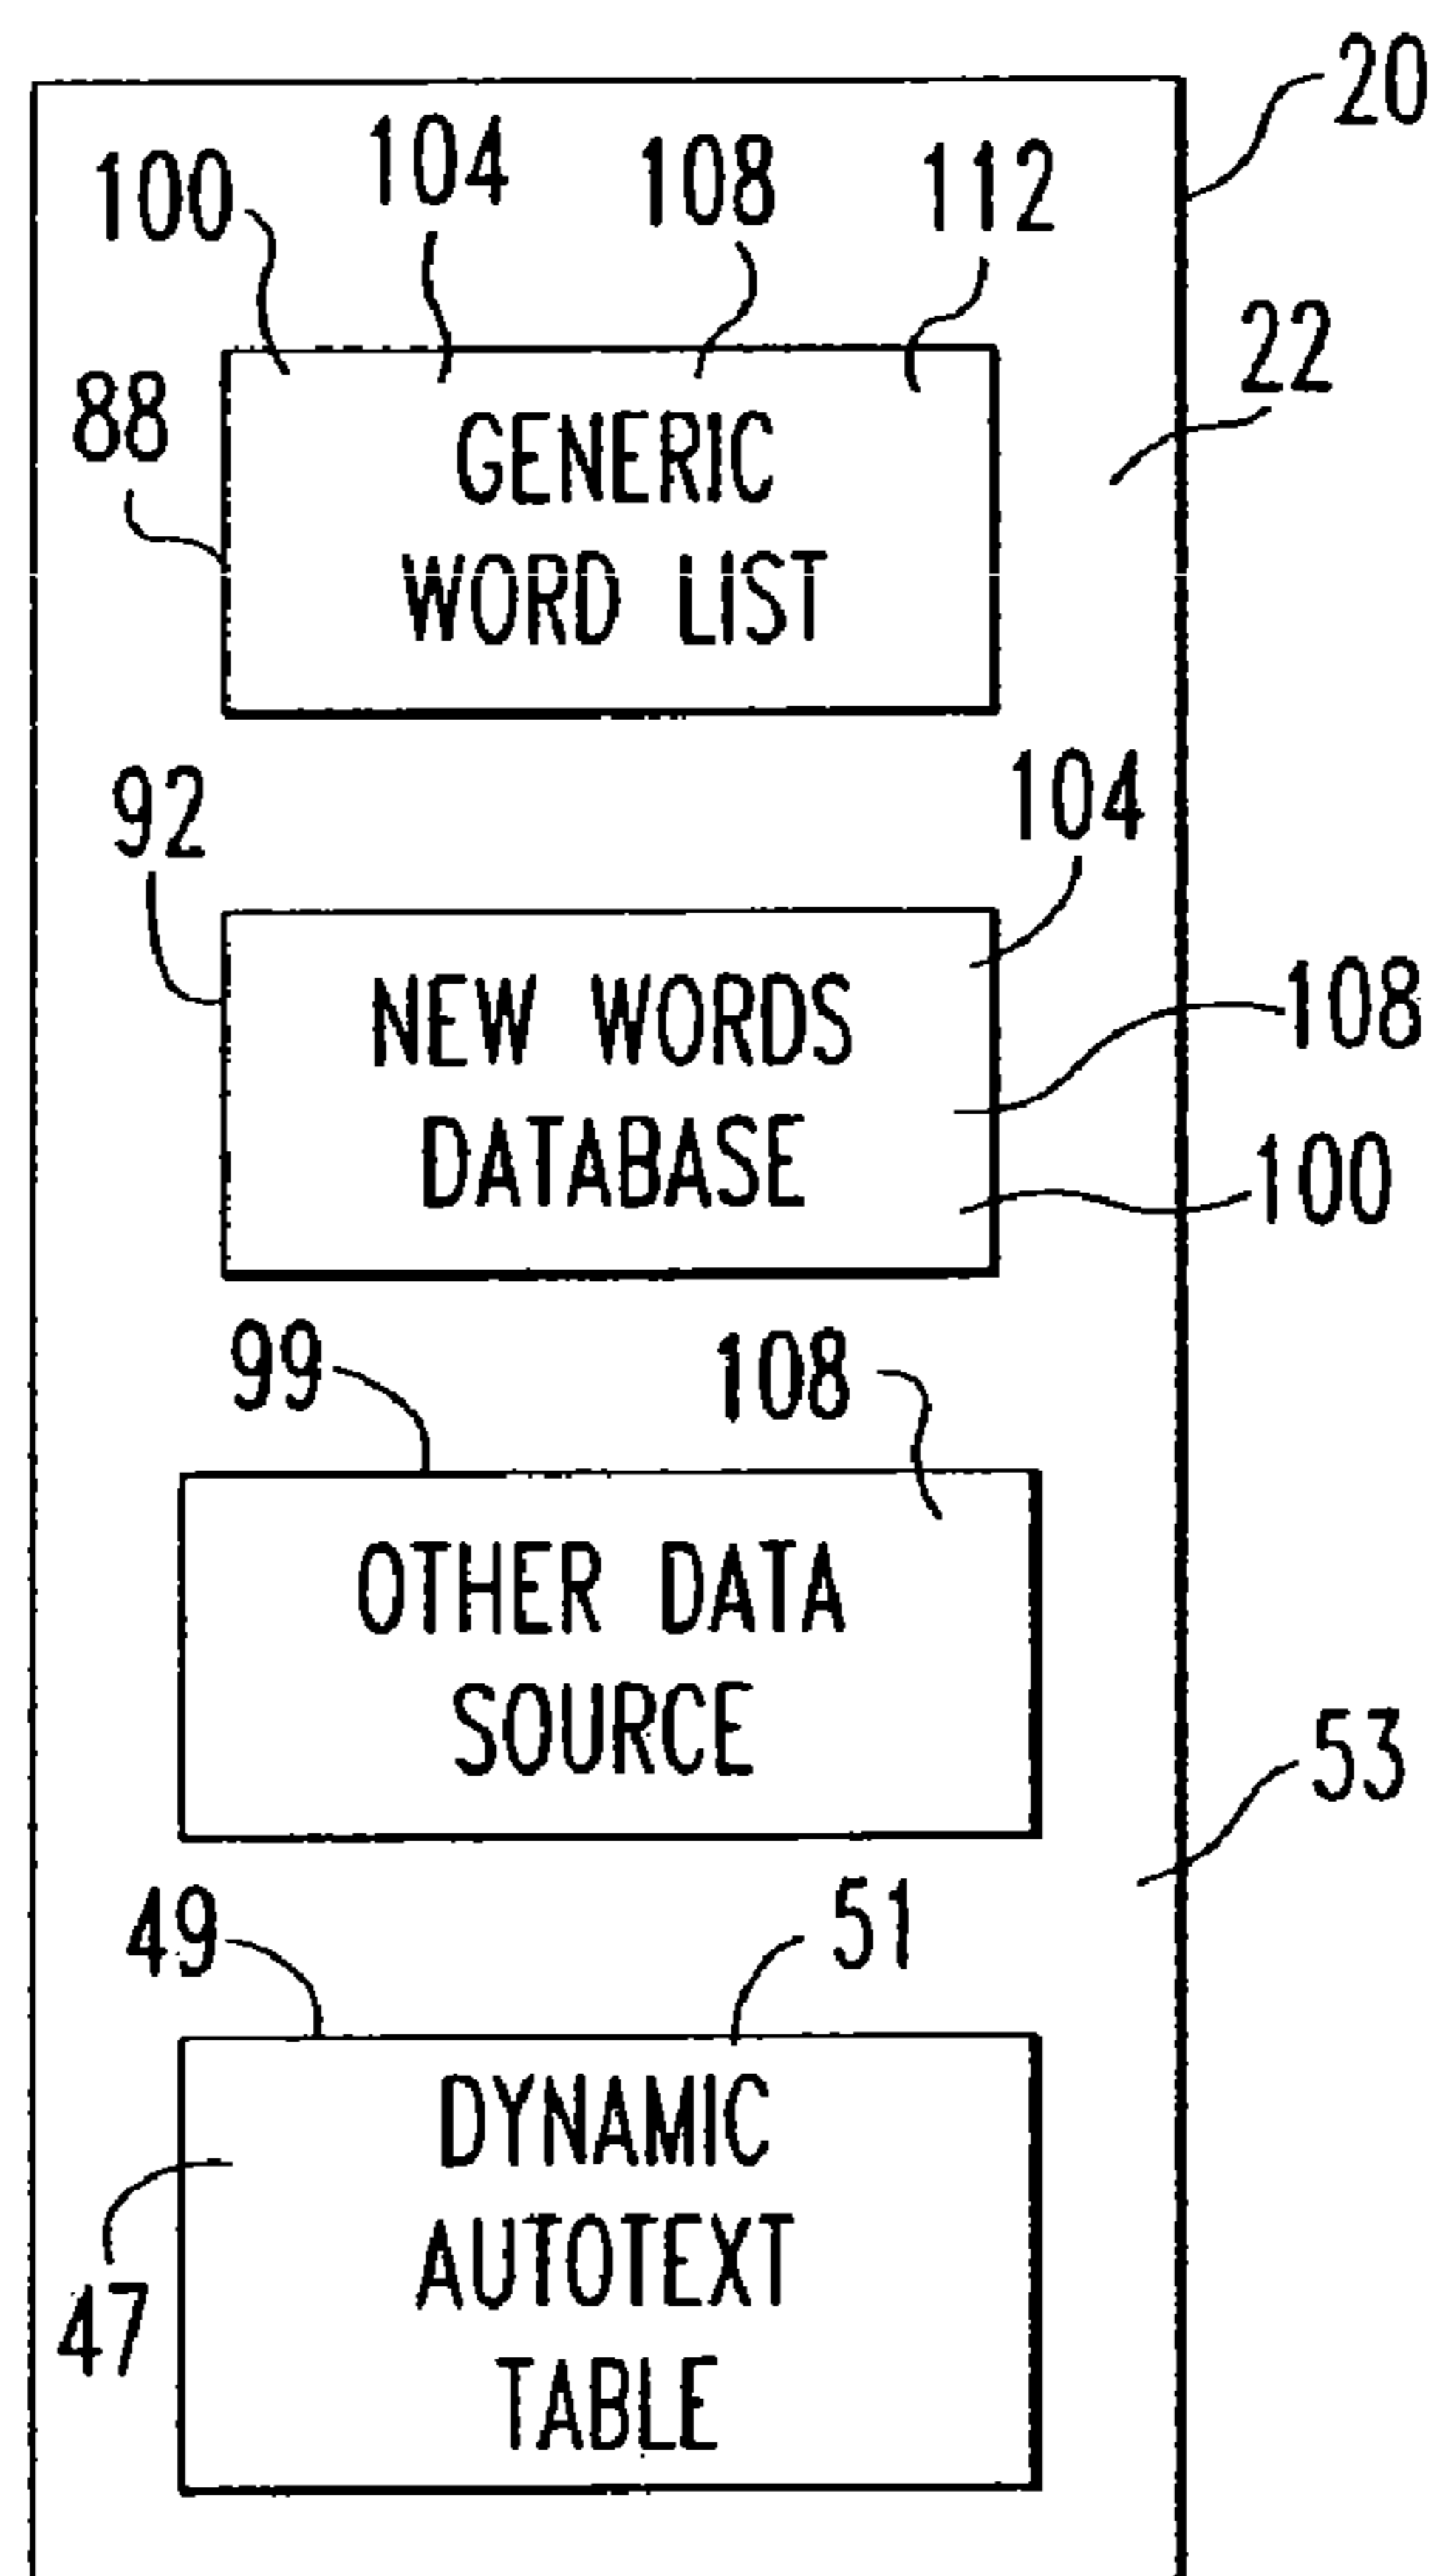 20
100 104 108 112
22
88
GENERIC
WORD LIST
104
92
108
NEW WORDS
DATABASE
100
99 108
OTHER DATA
SOURCE
53
49 51
DYNAMIC
AUTOTEXT
47
TABLE